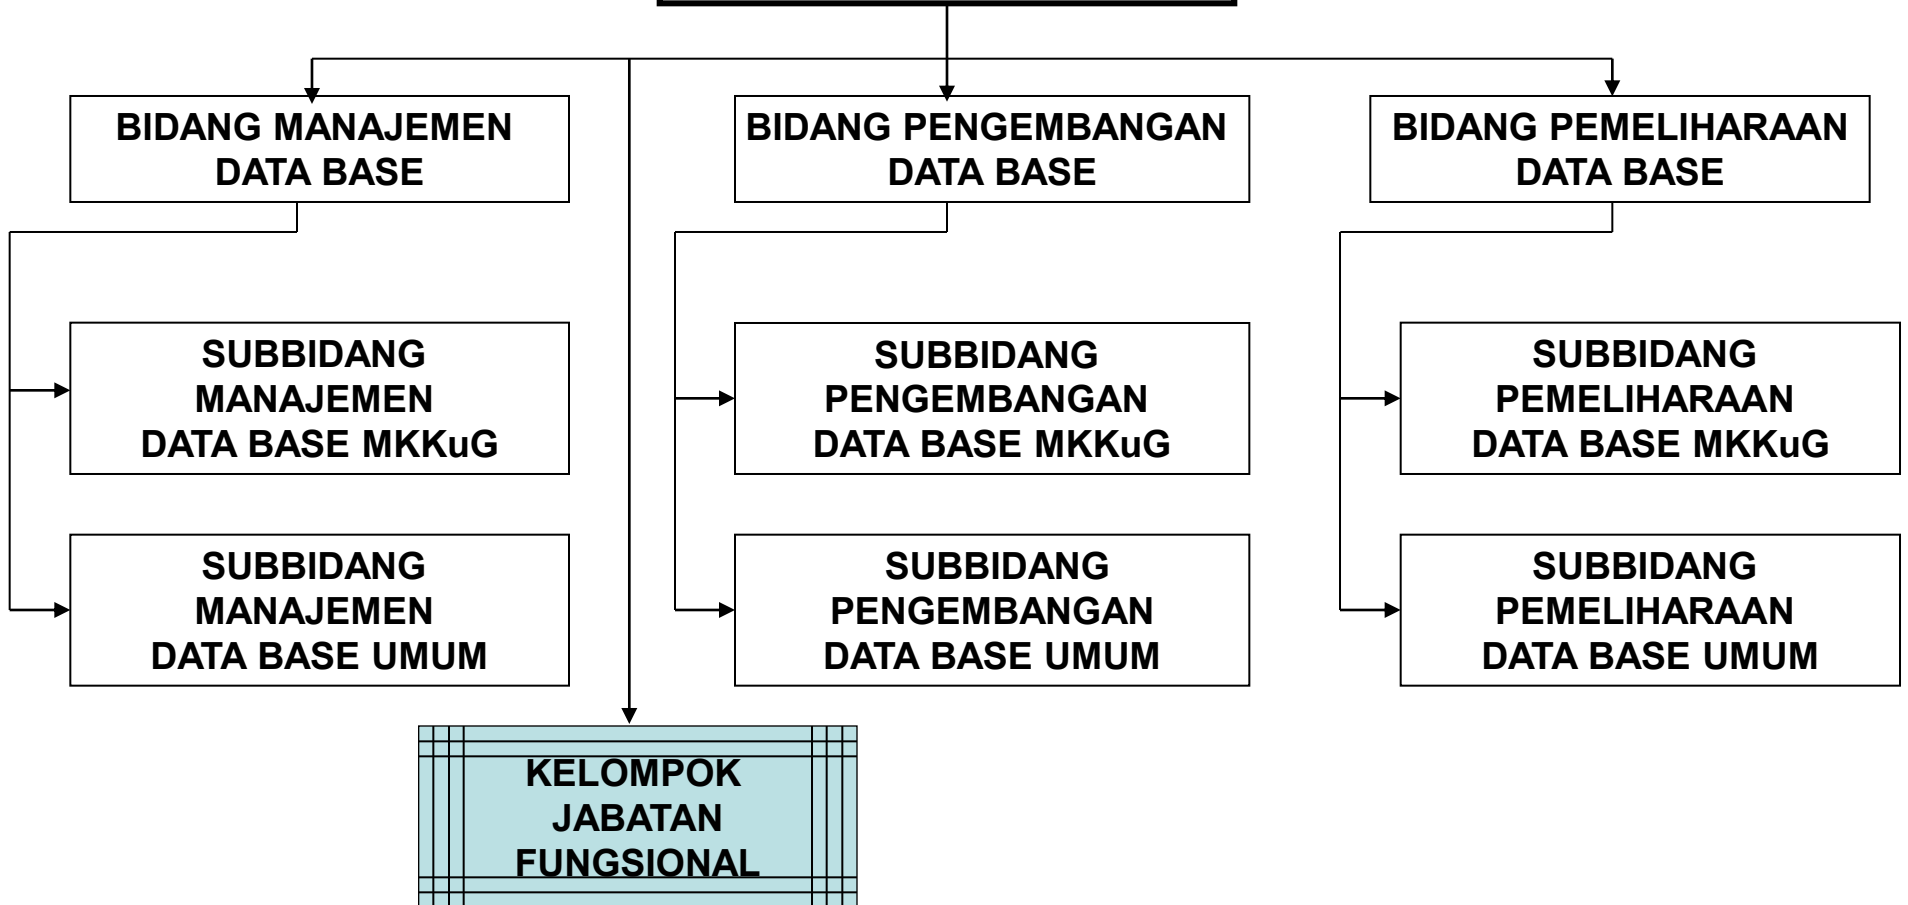 BIDANG MANAJEMEN
DATA BASE
BIDANG PENGEMBANGAN
DATA BASE
BIDANG PEMELIHARAAN
DATA BASE
SUBBIDANG
MANAJEMEN
DATA BASE MKKuG
SUBBIDANG
PENGEMBANGAN
DATA BASE MKKuG
SUBBIDANG
PEMELIHARAAN
DATA BASE MKKuG
SUBBIDANG
MANAJEMEN
DATA BASE UMUM
SUBBIDANG
PENGEMBANGAN
DATA BASE UMUM
SUBBIDANG
PEMELIHARAAN
DATA BASE UMUM
KELOMPOK
JABATAN
FUNGSIONAL